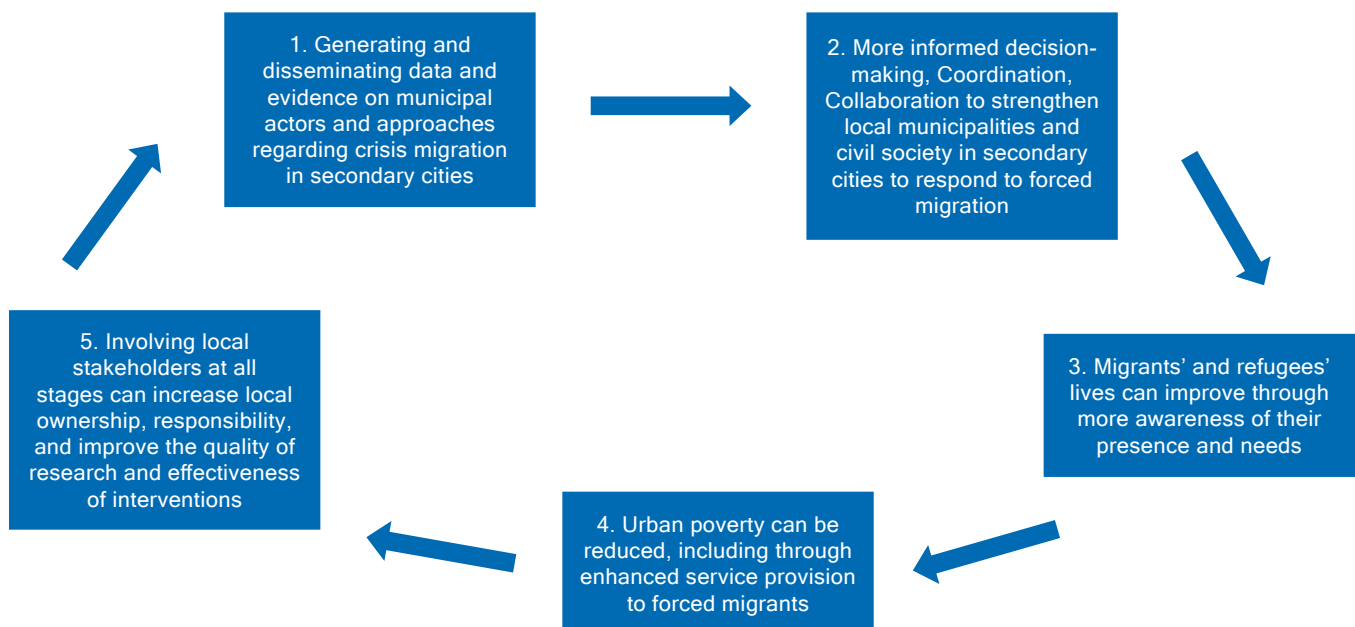 1. Generating and
disseminating data and
evidence on municipal
actors and approaches
regarding crisis migration
in secondary cities
2. More informed decision-
making, Coordination,
Collaboration to strengthen
local municipalities and
civil society in secondary
cities to respond to forced
migration
3. Migrants’ and refugees’
lives can improve through
more awareness of their
presence and needs
4. Urban poverty can be
reduced, including through
enhanced service provision
to forced migrants
5. Involving local
stakeholders at all
stages can increase local
ownership, responsibility,
and improve the quality of
research and effectiveness
of interventions